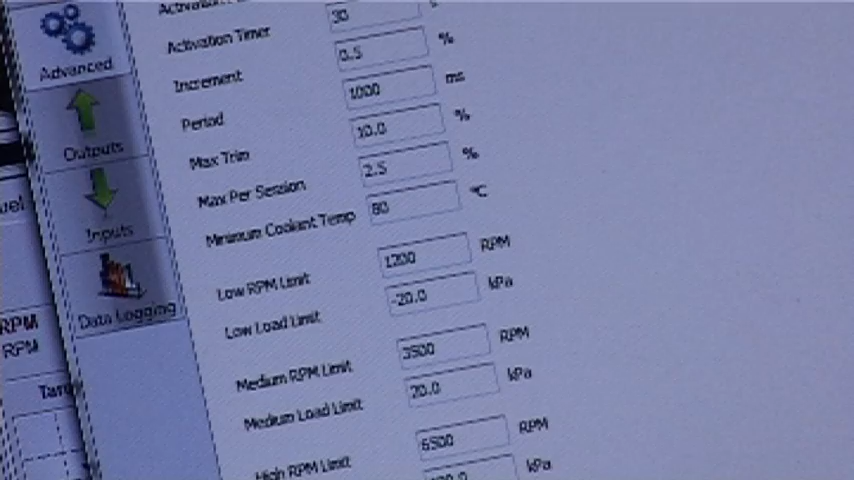 Advanced
Outputs
Inputs
Data Logging
uel
RPM
RPM
Activation Timer 30 s
Increment 0.5 %
Period 1000 ms
Max Trim 10.0 %
Max Per Session 2.5 %
Minimum Coolant Temp 80 °C
Low RPM Limit 1200 RPM
Low Load Limit -20.0 kPa
Medium RPM Limit 3500 RPM
Medium Load Limit 20.0 kPa
High RPM Limit 6500 RPM
kPa